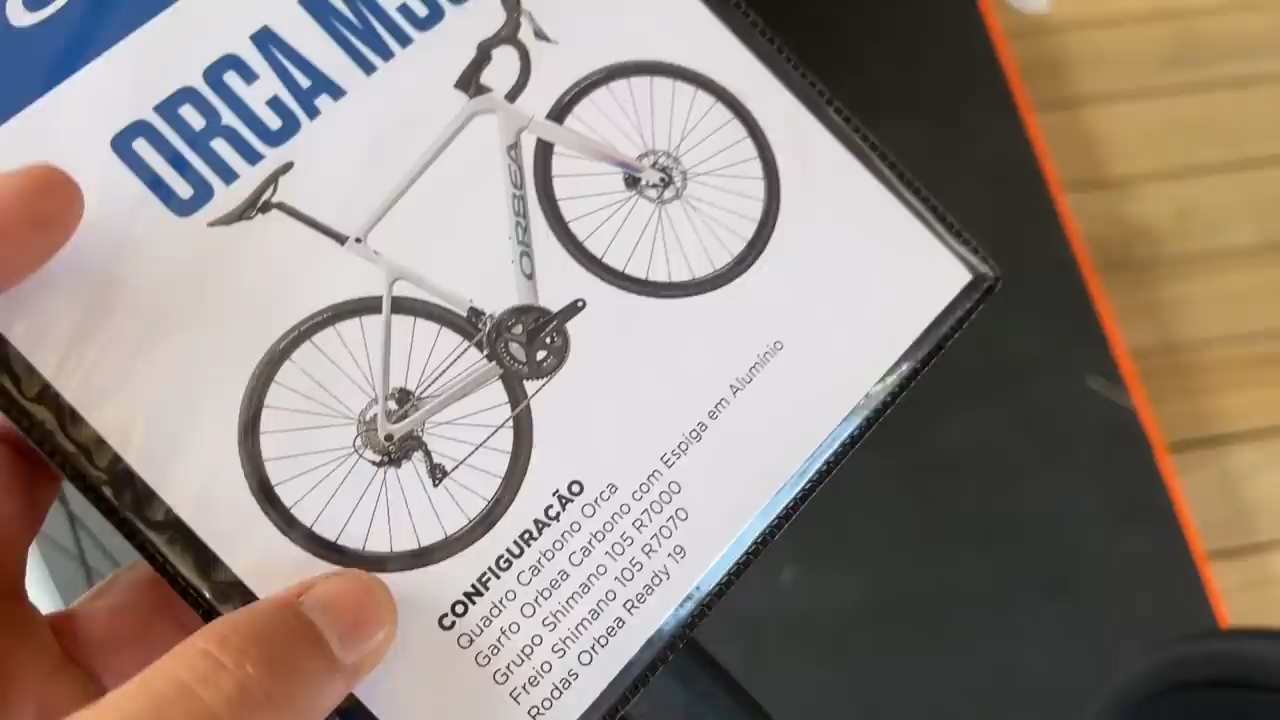 ORCA
ORBEA
CONFIGURAÇÃO
Quadro Carbono Orca
Garfo Orbea Carbono com Espiga em Alumínio
Grupo Shimano 105 R7000
Freio Shimano 105 R7070
Rodas Orbea Ready 19